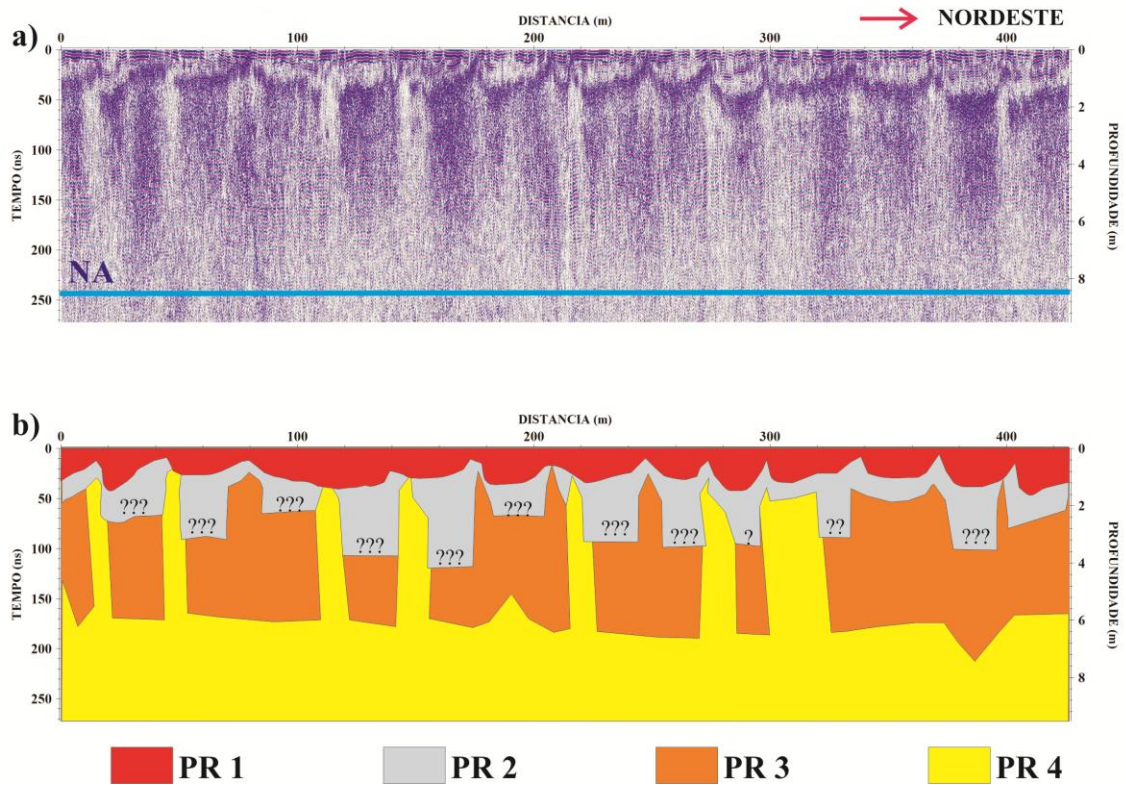 DISTANCIA (m)
NORDESTE
a)
0 100 200 300 400
TEMPO (ns)
0
50
100
150
200
250
PROFUNDIDADE (m)
0
2
4
6
8
NA
b)
DISTANCIA (m)
0 100 200 300 400
TEMPO (ns)
0
50
100
150
200
250
PROFUNDIDADE (m)
0
2
4
6
8
??? ??? ??? ??? ??? ??? ??? ??? ? ?? ???
PR 1 PR 2 PR 3 PR 4